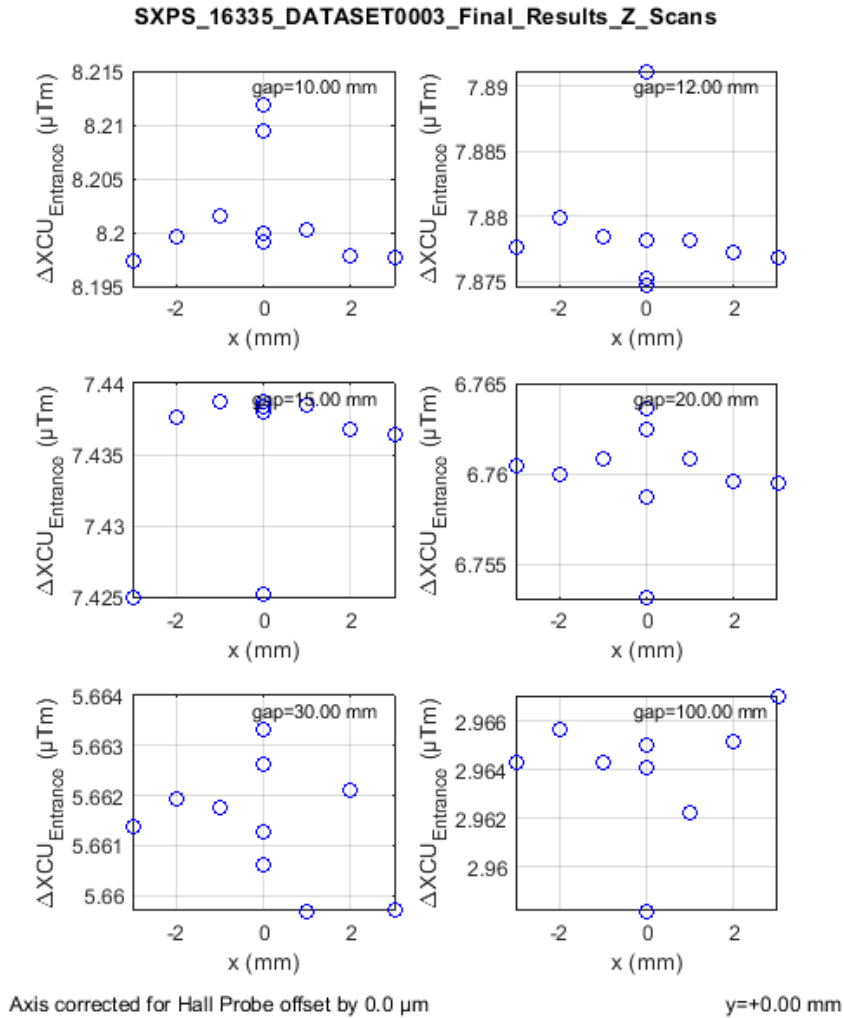 SXPS_16335_DATASET0003_Final_Results_Z_Scans
gap=10.00 mm
ΔXCU_Entrance (µTm)
8.215
8.21
8.205
8.2
8.195
-2 0 2
x (mm)
gap=12.00 mm
ΔXCU_Entrance (µTm)
7.89
7.885
7.88
7.875
-2 0 2
x (mm)
gap=15.00 mm
ΔXCU_Entrance (µTm)
7.44
7.435
7.43
7.425
-2 0 2
x (mm)
gap=20.00 mm
ΔXCU_Entrance (µTm)
6.765
6.76
6.755
-2 0 2
x (mm)
gap=30.00 mm
ΔXCU_Entrance (µTm)
5.664
5.663
5.662
5.661
5.66
-2 0 2
x (mm)
gap=100.00 mm
ΔXCU_Entrance (µTm)
2.966
2.964
2.962
2.96
-2 0 2
x (mm)
Axis corrected for Hall Probe offset by 0.0 µm
y=+0.00 mm